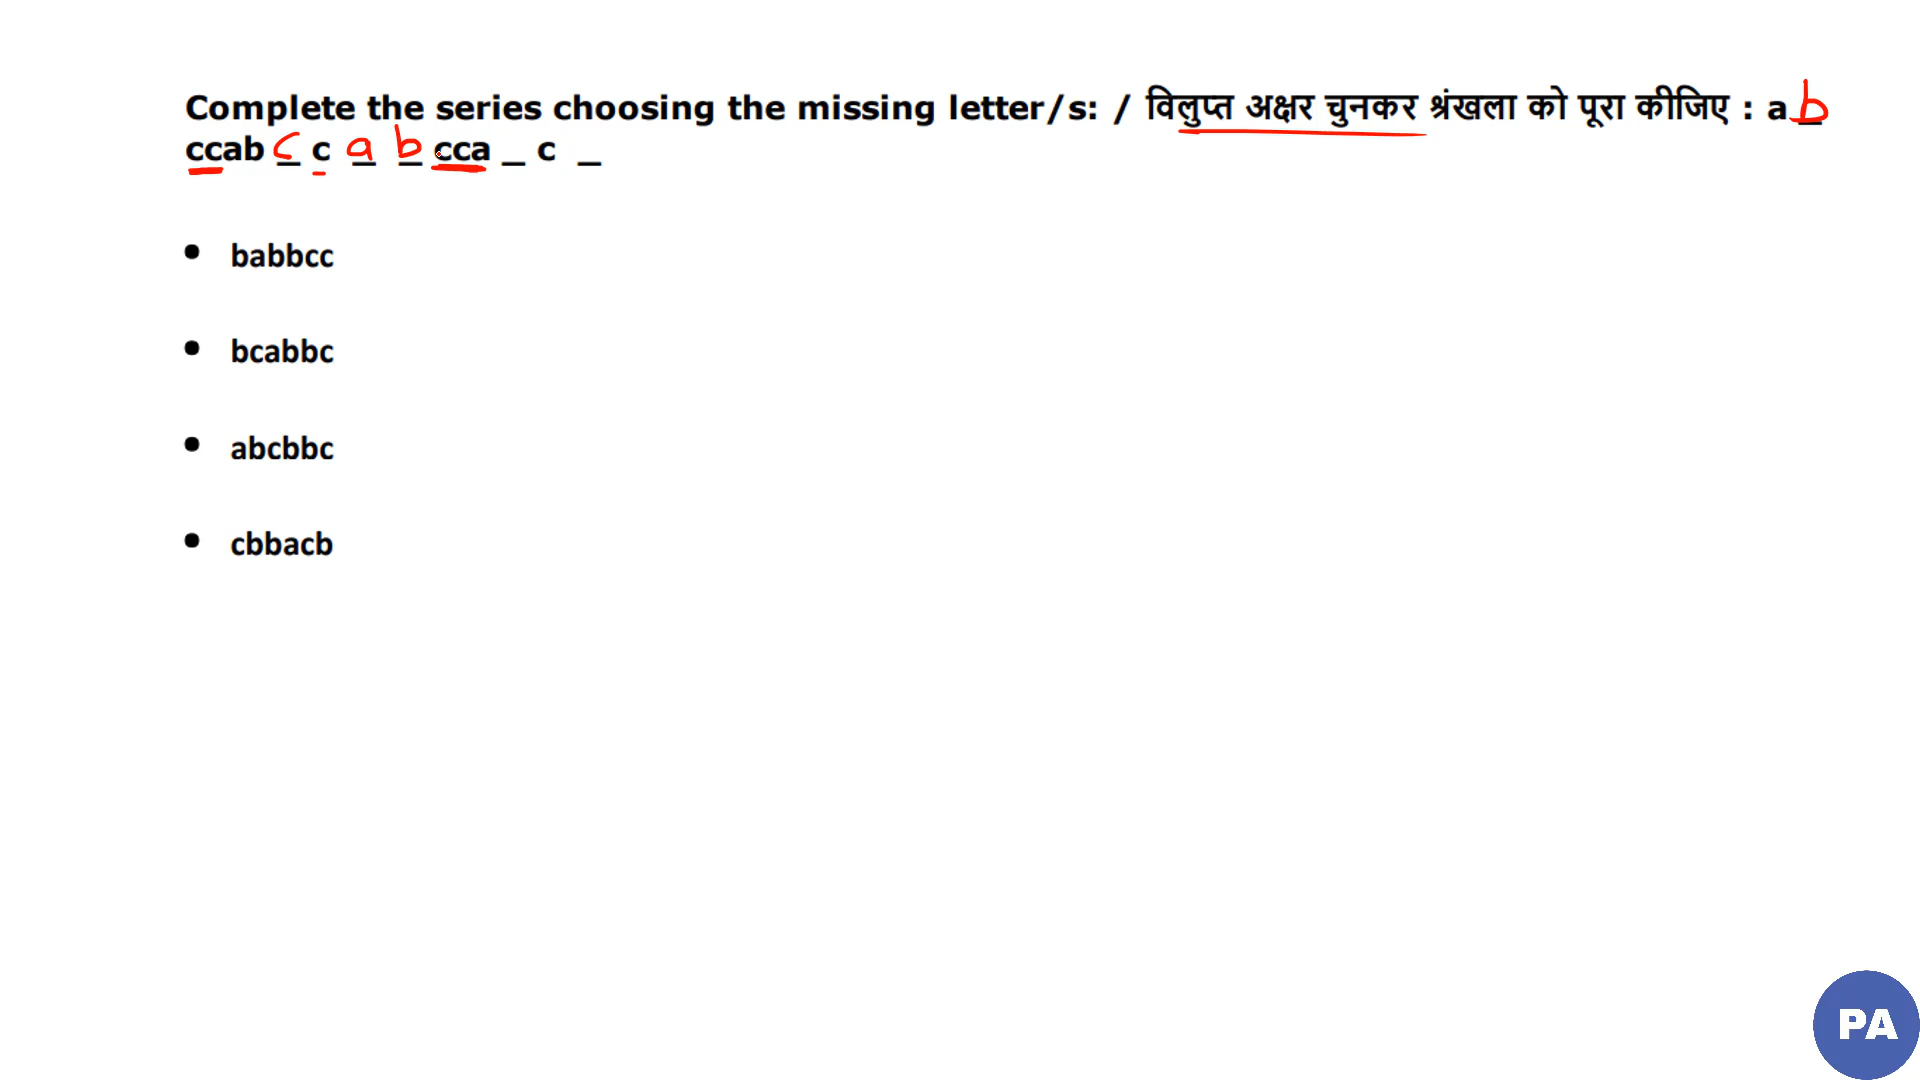 Complete the series choosing the missing letter/s: / विलुप्त अक्षर चुनकर श्रंखला को पूरा कीजिए : a b
ccab c c a b cca _ c _
• babbcc
• bcabbc
• abcbbc
• cbbacb
PA